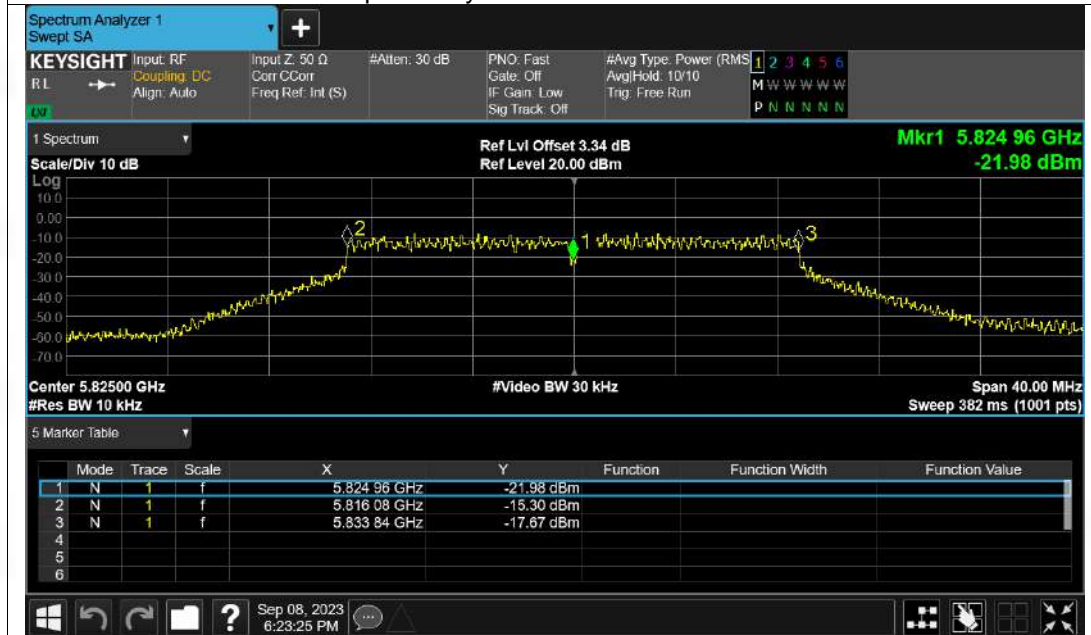 Spectrum Analyzer 1
Swept SA
+
KEYSIGHT Input: RF Input Z: 50 Ω #Atten: 30 dB PNO: Fast #Avg Type: Power (RMS 1 2 3 4 5 6
RL Coupling: DC Corr CCorr Gate: Off Avg|Hold: 10/10 M W W W W W
Align: Auto Freq Ref: Int (S) IF Gain: Low Trig: Free Run
LXI Sig Track: Off P N N N N N
1 Spectrum Ref Lvl Offset 3.34 dB Mkr1 5.824 96 GHz
Scale/Div 10 dB Ref Level 20.00 dBm -21.98 dBm
Log
10.0
0.00
2
3
-10.0
1
-20.0
-30.0
-40.0
-50.0
-60.0
-70.0
Center 5.82500 GHz #Video BW 30 kHz Span 40.00 MHz
#Res BW 10 kHz Sweep 382 ms (1001 pts)
5 Marker Table
Mode Trace Scale X Y Function Function Width Function Value
1 N 1 f 5.824 96 GHz -21.98 dBm
2 N 1 f 5.816 08 GHz -15.30 dBm
3 N 1 f 5.833 84 GHz -17.67 dBm
4
5
6
? Sep 08, 2023
6:23:25 PM